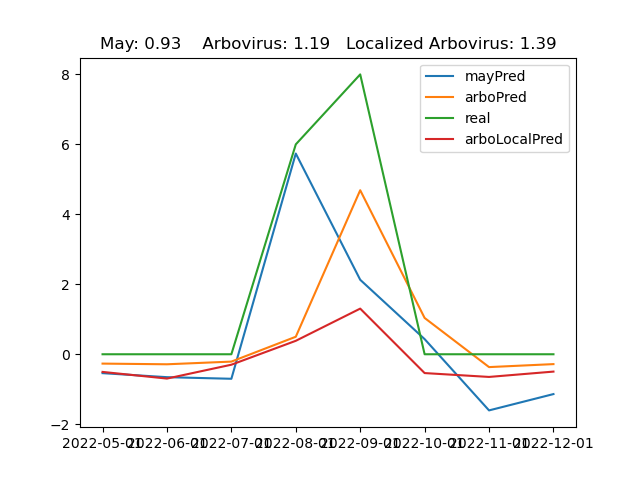 May: 0.93    Arbovirus: 1.19   Localized Arbovirus: 1.39
mayPred
arboPred
real
arboLocalPred
8
6
4
2
0
−2
2022-05-01 2022-06-01 2022-07-01 2022-08-01 2022-09-01 2022-10-01 2022-11-01 2022-12-01